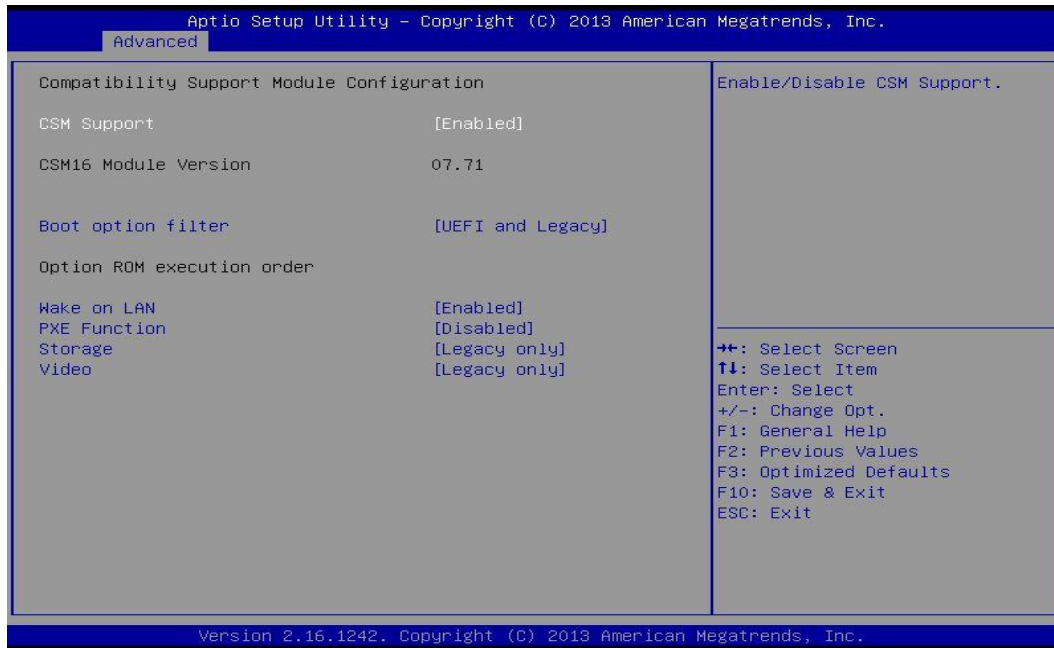 Aptio Setup Utility – Copyright (C) 2013 American Megatrends, Inc.
Advanced
Compatibility Support Module Configuration
CSM Support [Enabled]
CSM16 Module Version 07.71
Boot option filter [UEFI and Legacy]
Option ROM execution order
Wake on LAN [Enabled]
PXE Function [Disabled]
Storage [Legacy only]
Video [Legacy only]
Enable/Disable CSM Support.
→←: Select Screen
↑↓: Select Item
Enter: Select
+/-: Change Opt.
F1: General Help
F2: Previous Values
F3: Optimized Defaults
F10: Save & Exit
ESC: Exit
Version 2.16.1242. Copyright (C) 2013 American Megatrends, Inc.